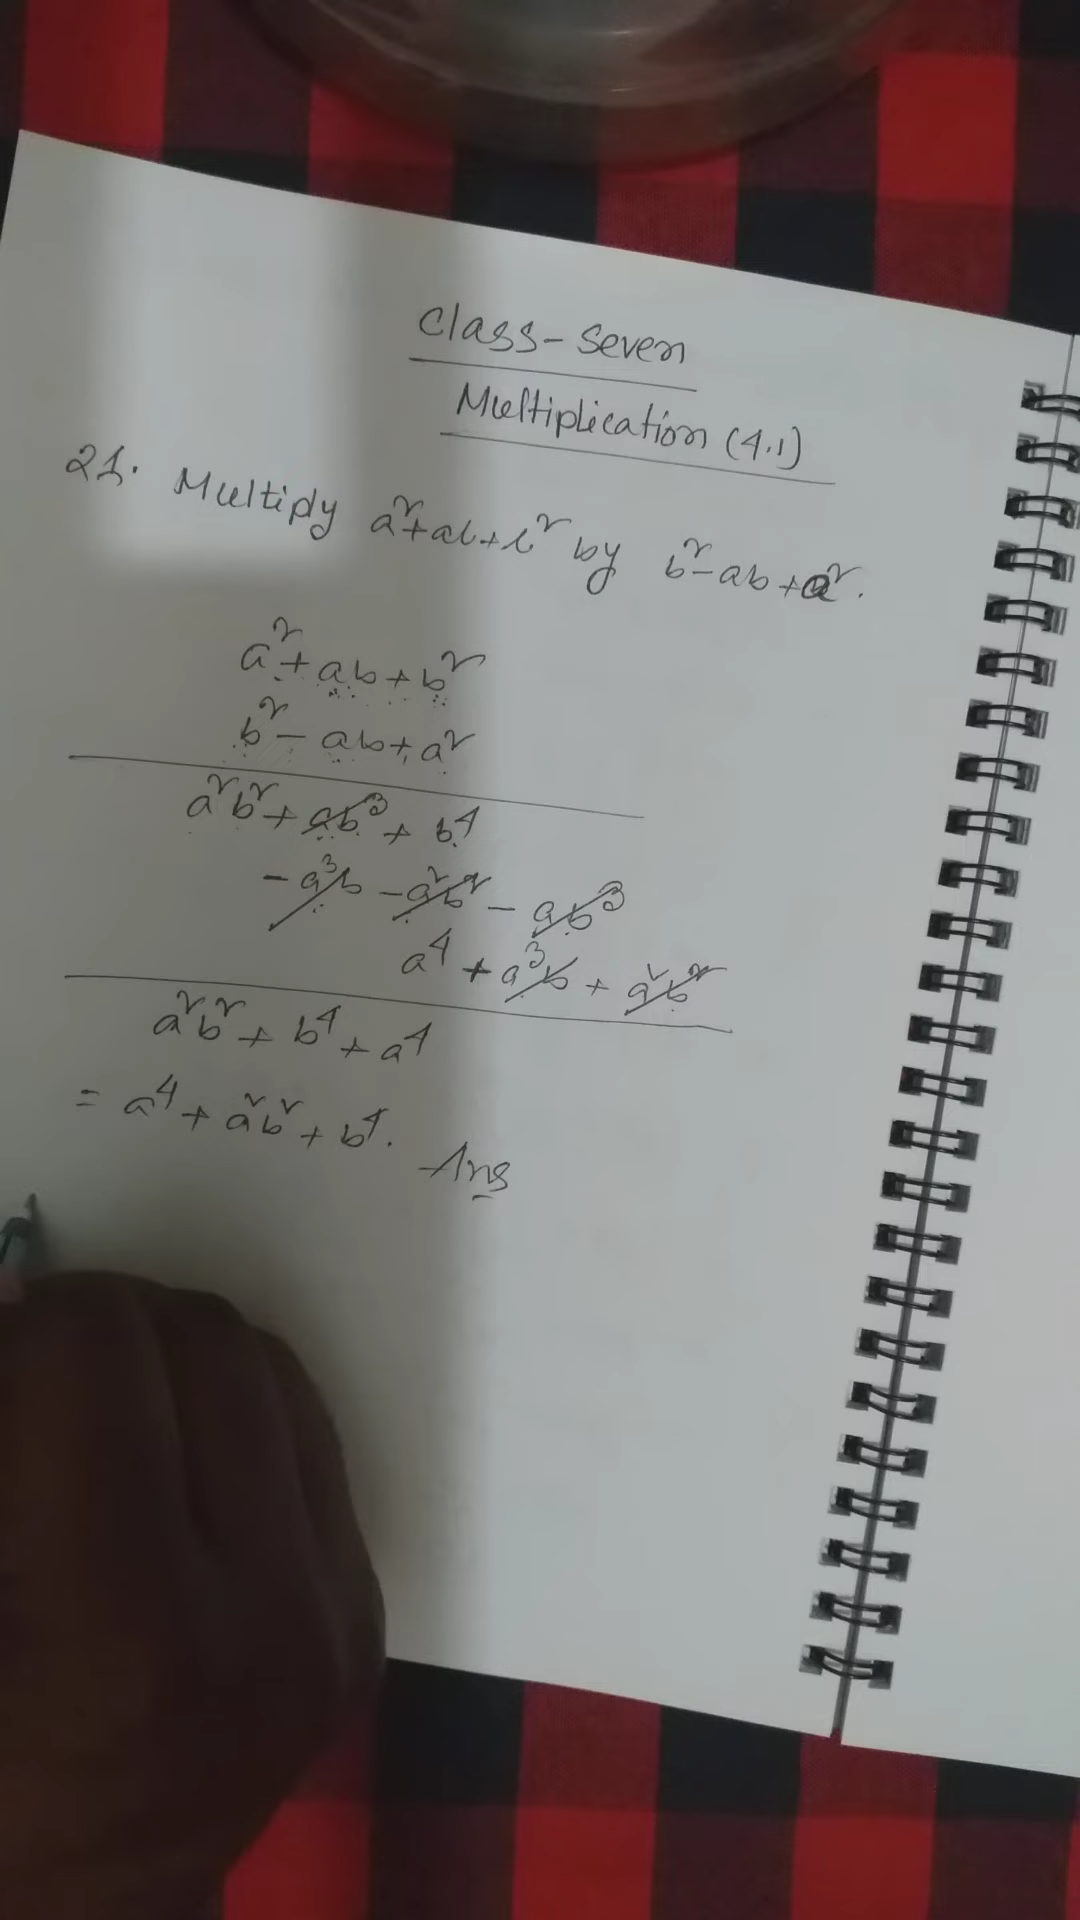 Class-Seven
Multiplication (4.1)
21. Multiply a²+ab+b² by b²-ab+a².
a²+ab+b²
b²-ab+a²
a²b²+ab³+b⁴
-a³b-a²b²-ab³
a⁴+a³b+a²b²
a²b²+b⁴+a⁴
= a⁴+a²b²+b⁴. Ans